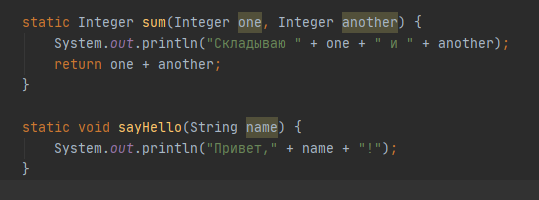 static Integer sum(Integer one, Integer another) {
System.out.println("Складываю " + one + " и " + another);
return one + another;
}
static void sayHello(String name) {
System.out.println("Привет," + name + "!");
}